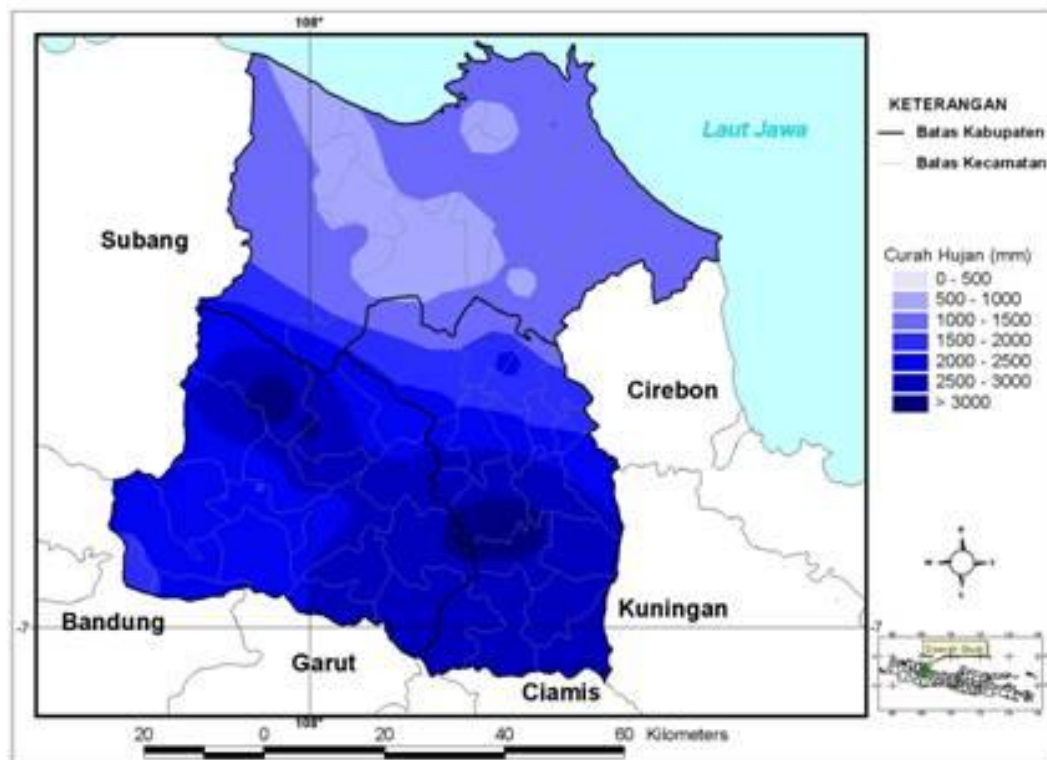 108°
Laut Jawa
Subang
Cirebon
Bandung
Garut
Kuningan
Ciamis
-7
-7
108°
20 0 20 40 60 Kilometers
KETERANGAN
Batas Kabupaten
Batas Kecamatan
Curah Hujan (mm)
0 - 500
500 - 1000
1000 - 1500
1500 - 2000
2000 - 2500
2500 - 3000
> 3000
Daerah Studi